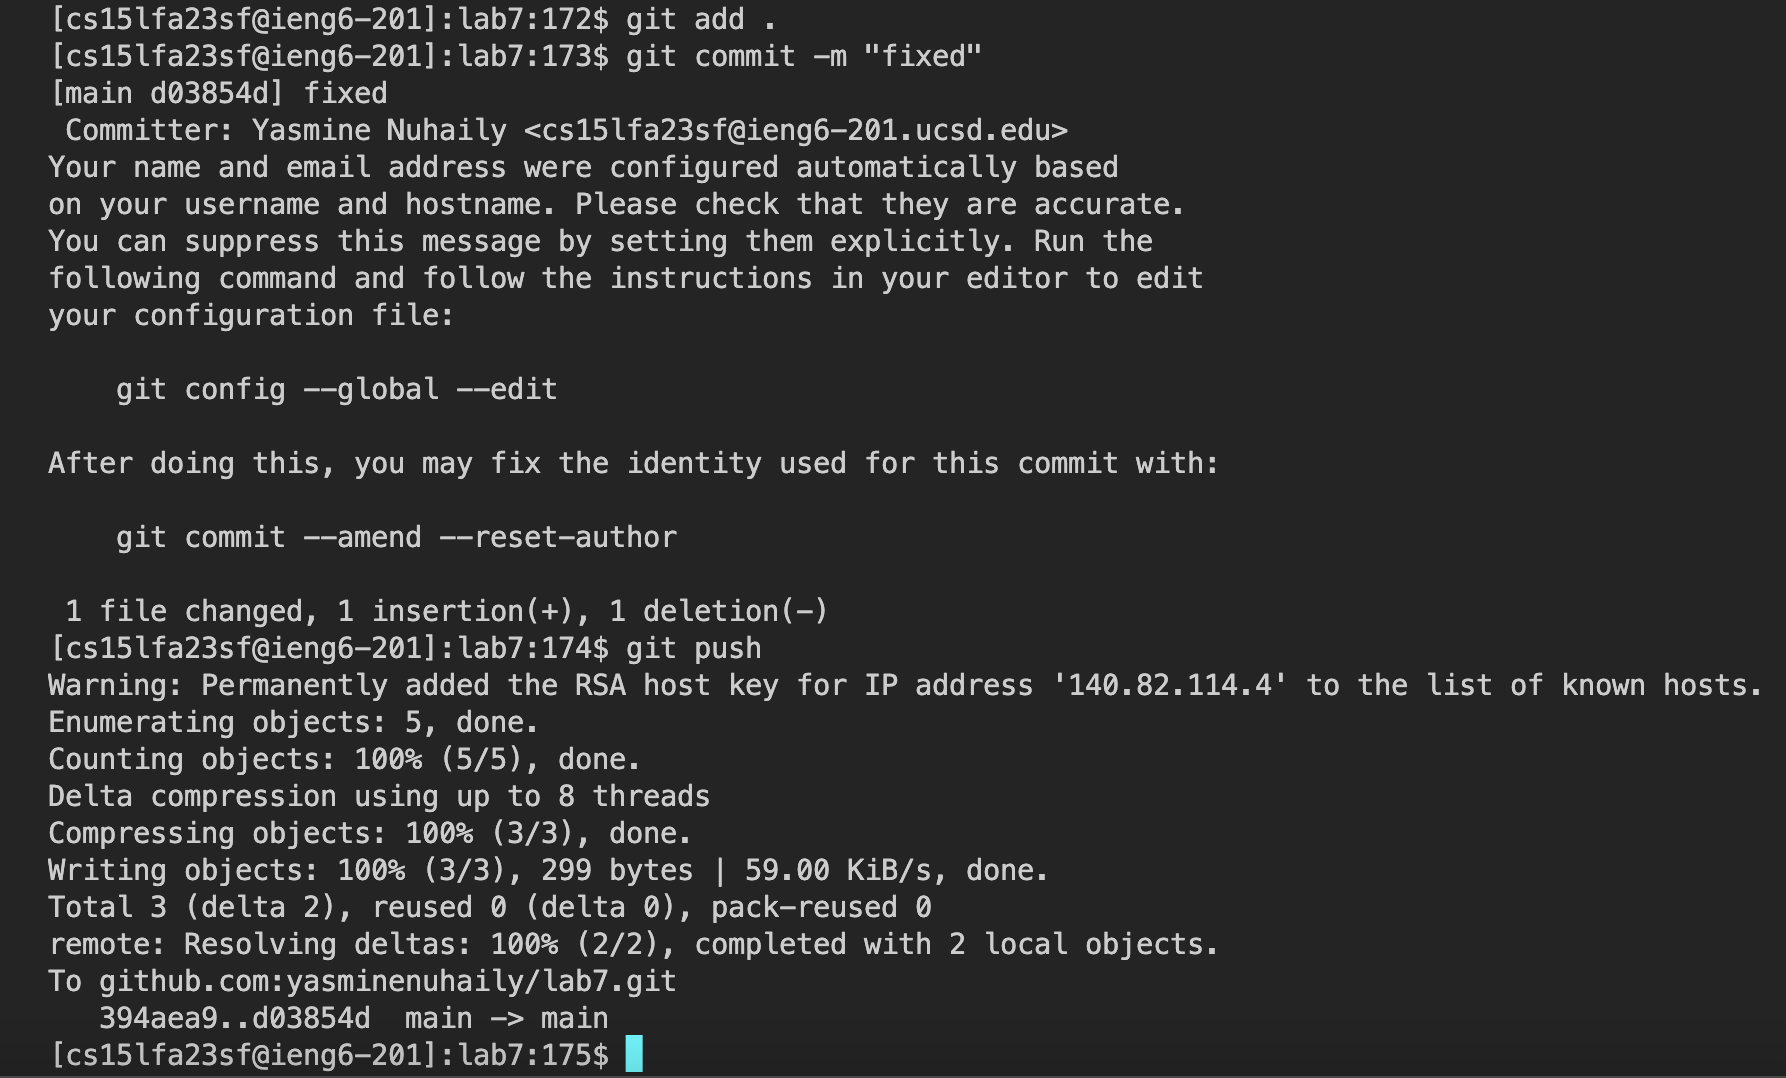 [cs15lfa23sf@ieng6-201]:lab7:172$ git add .
[cs15lfa23sf@ieng6-201]:lab7:173$ git commit -m "fixed"
[main d03854d] fixed
 Committer: Yasmine Nuhaily <cs15lfa23sf@ieng6-201.ucsd.edu>
Your name and email address were configured automatically based
on your username and hostname. Please check that they are accurate.
You can suppress this message by setting them explicitly. Run the
following command and follow the instructions in your editor to edit
your configuration file:

    git config --global --edit

After doing this, you may fix the identity used for this commit with:

    git commit --amend --reset-author

 1 file changed, 1 insertion(+), 1 deletion(-)
[cs15lfa23sf@ieng6-201]:lab7:174$ git push
Warning: Permanently added the RSA host key for IP address '140.82.114.4' to the list of known hosts.
Enumerating objects: 5, done.
Counting objects: 100% (5/5), done.
Delta compression using up to 8 threads
Compressing objects: 100% (3/3), done.
Writing objects: 100% (3/3), 299 bytes | 59.00 KiB/s, done.
Total 3 (delta 2), reused 0 (delta 0), pack-reused 0
remote: Resolving deltas: 100% (2/2), completed with 2 local objects.
To github.com:yasminenuhaily/lab7.git
   394aea9..d03854d  main -> main
[cs15lfa23sf@ieng6-201]:lab7:175$